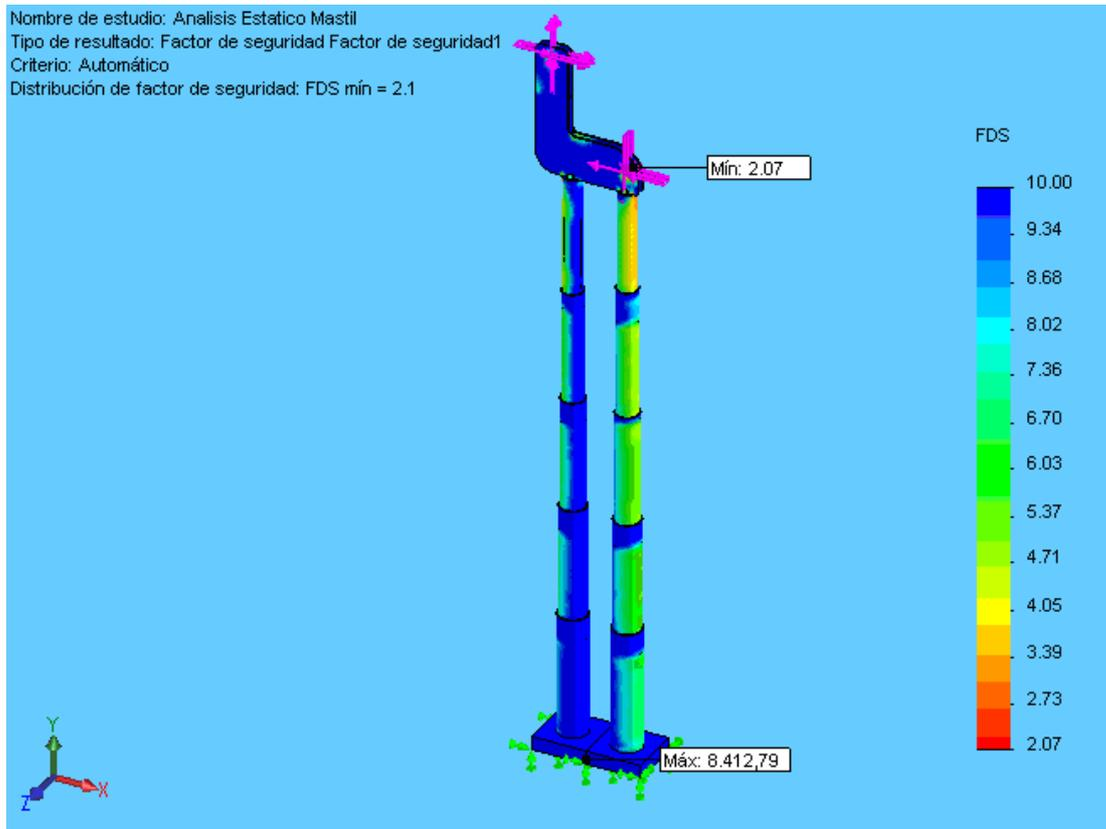 Nombre de estudio: Analisis Estatico Mastil
Tipo de resultado: Factor de seguridad Factor de seguridad1
Criterio: Automático
Distribución de factor de seguridad: FDS mín = 2.1
FDS
Mín: 2.07
10.00
9.34
8.68
8.02
7.36
6.70
6.03
5.37
4.71
4.05
3.39
2.73
2.07
Máx: 8.412,79
Y
X
Z